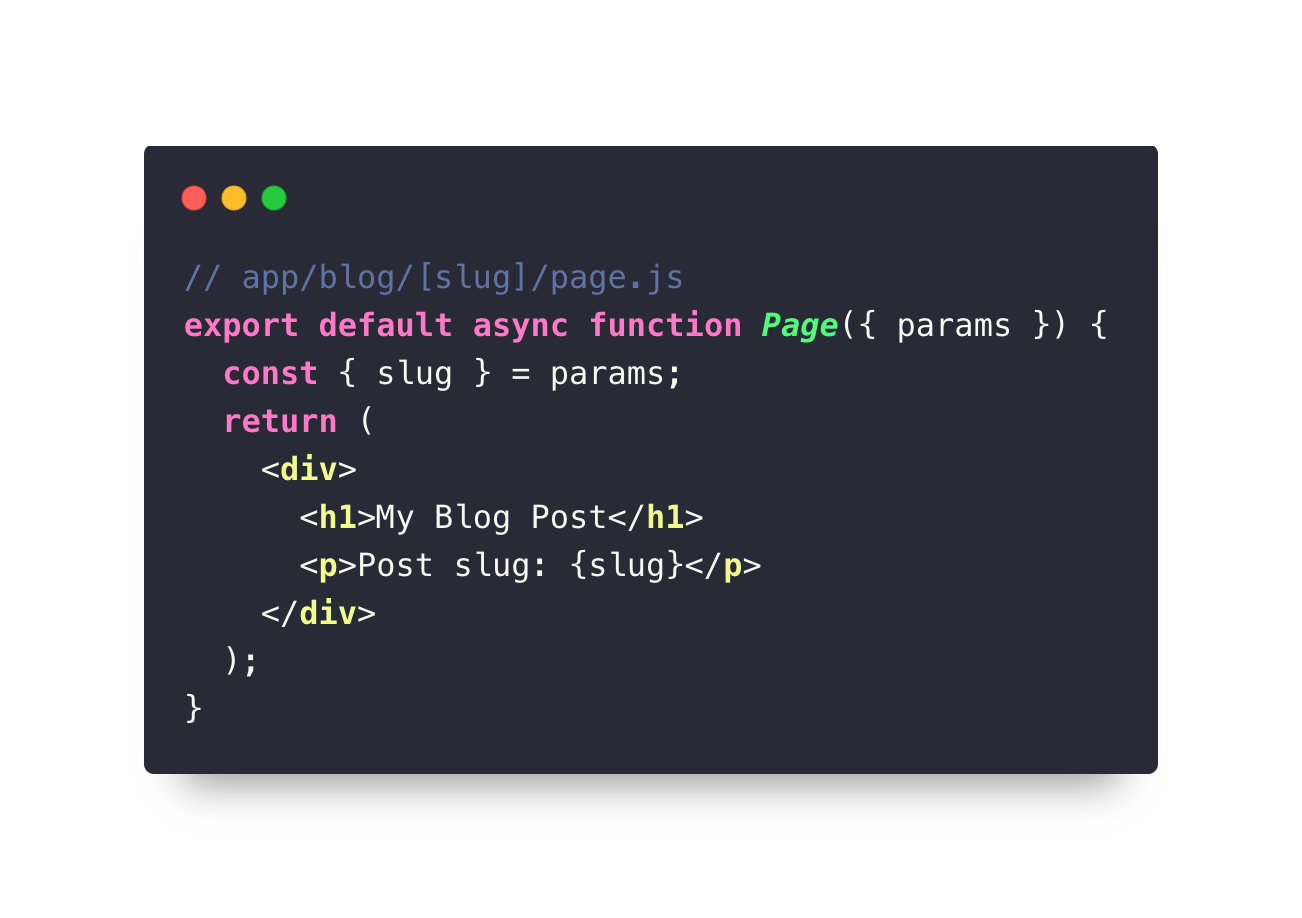 // app/blog/[slug]/page.js
export default async function Page({ params }) {
  const { slug } = params;
  return (
    <div>
      <h1>My Blog Post</h1>
      <p>Post slug: {slug}</p>
    </div>
  );
}